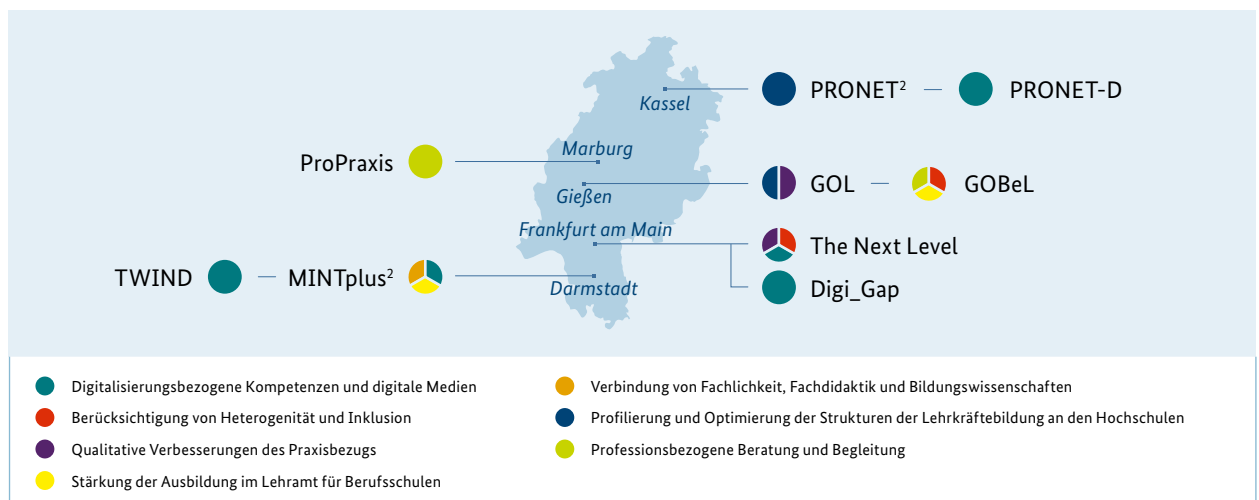 Kassel
PRONET² — PRONET-D
ProPraxis
Marburg
Gießen
GOL — GOBeL
Frankfurt am Main
The Next Level
TWIND — MINTplus²
Darmstadt
Digi_Gap
Digitalisierungsbezogene Kompetenzen und digitale Medien
Berücksichtigung von Heterogenität und Inklusion
Qualitative Verbesserungen des Praxisbezugs
Stärkung der Ausbildung im Lehramt für Berufsschulen
Verbindung von Fachlichkeit, Fachdidaktik und Bildungswissenschaften
Profilierung und Optimierung der Strukturen der Lehrkräftebildung an den Hochschulen
Professionsbezogene Beratung und Begleitung